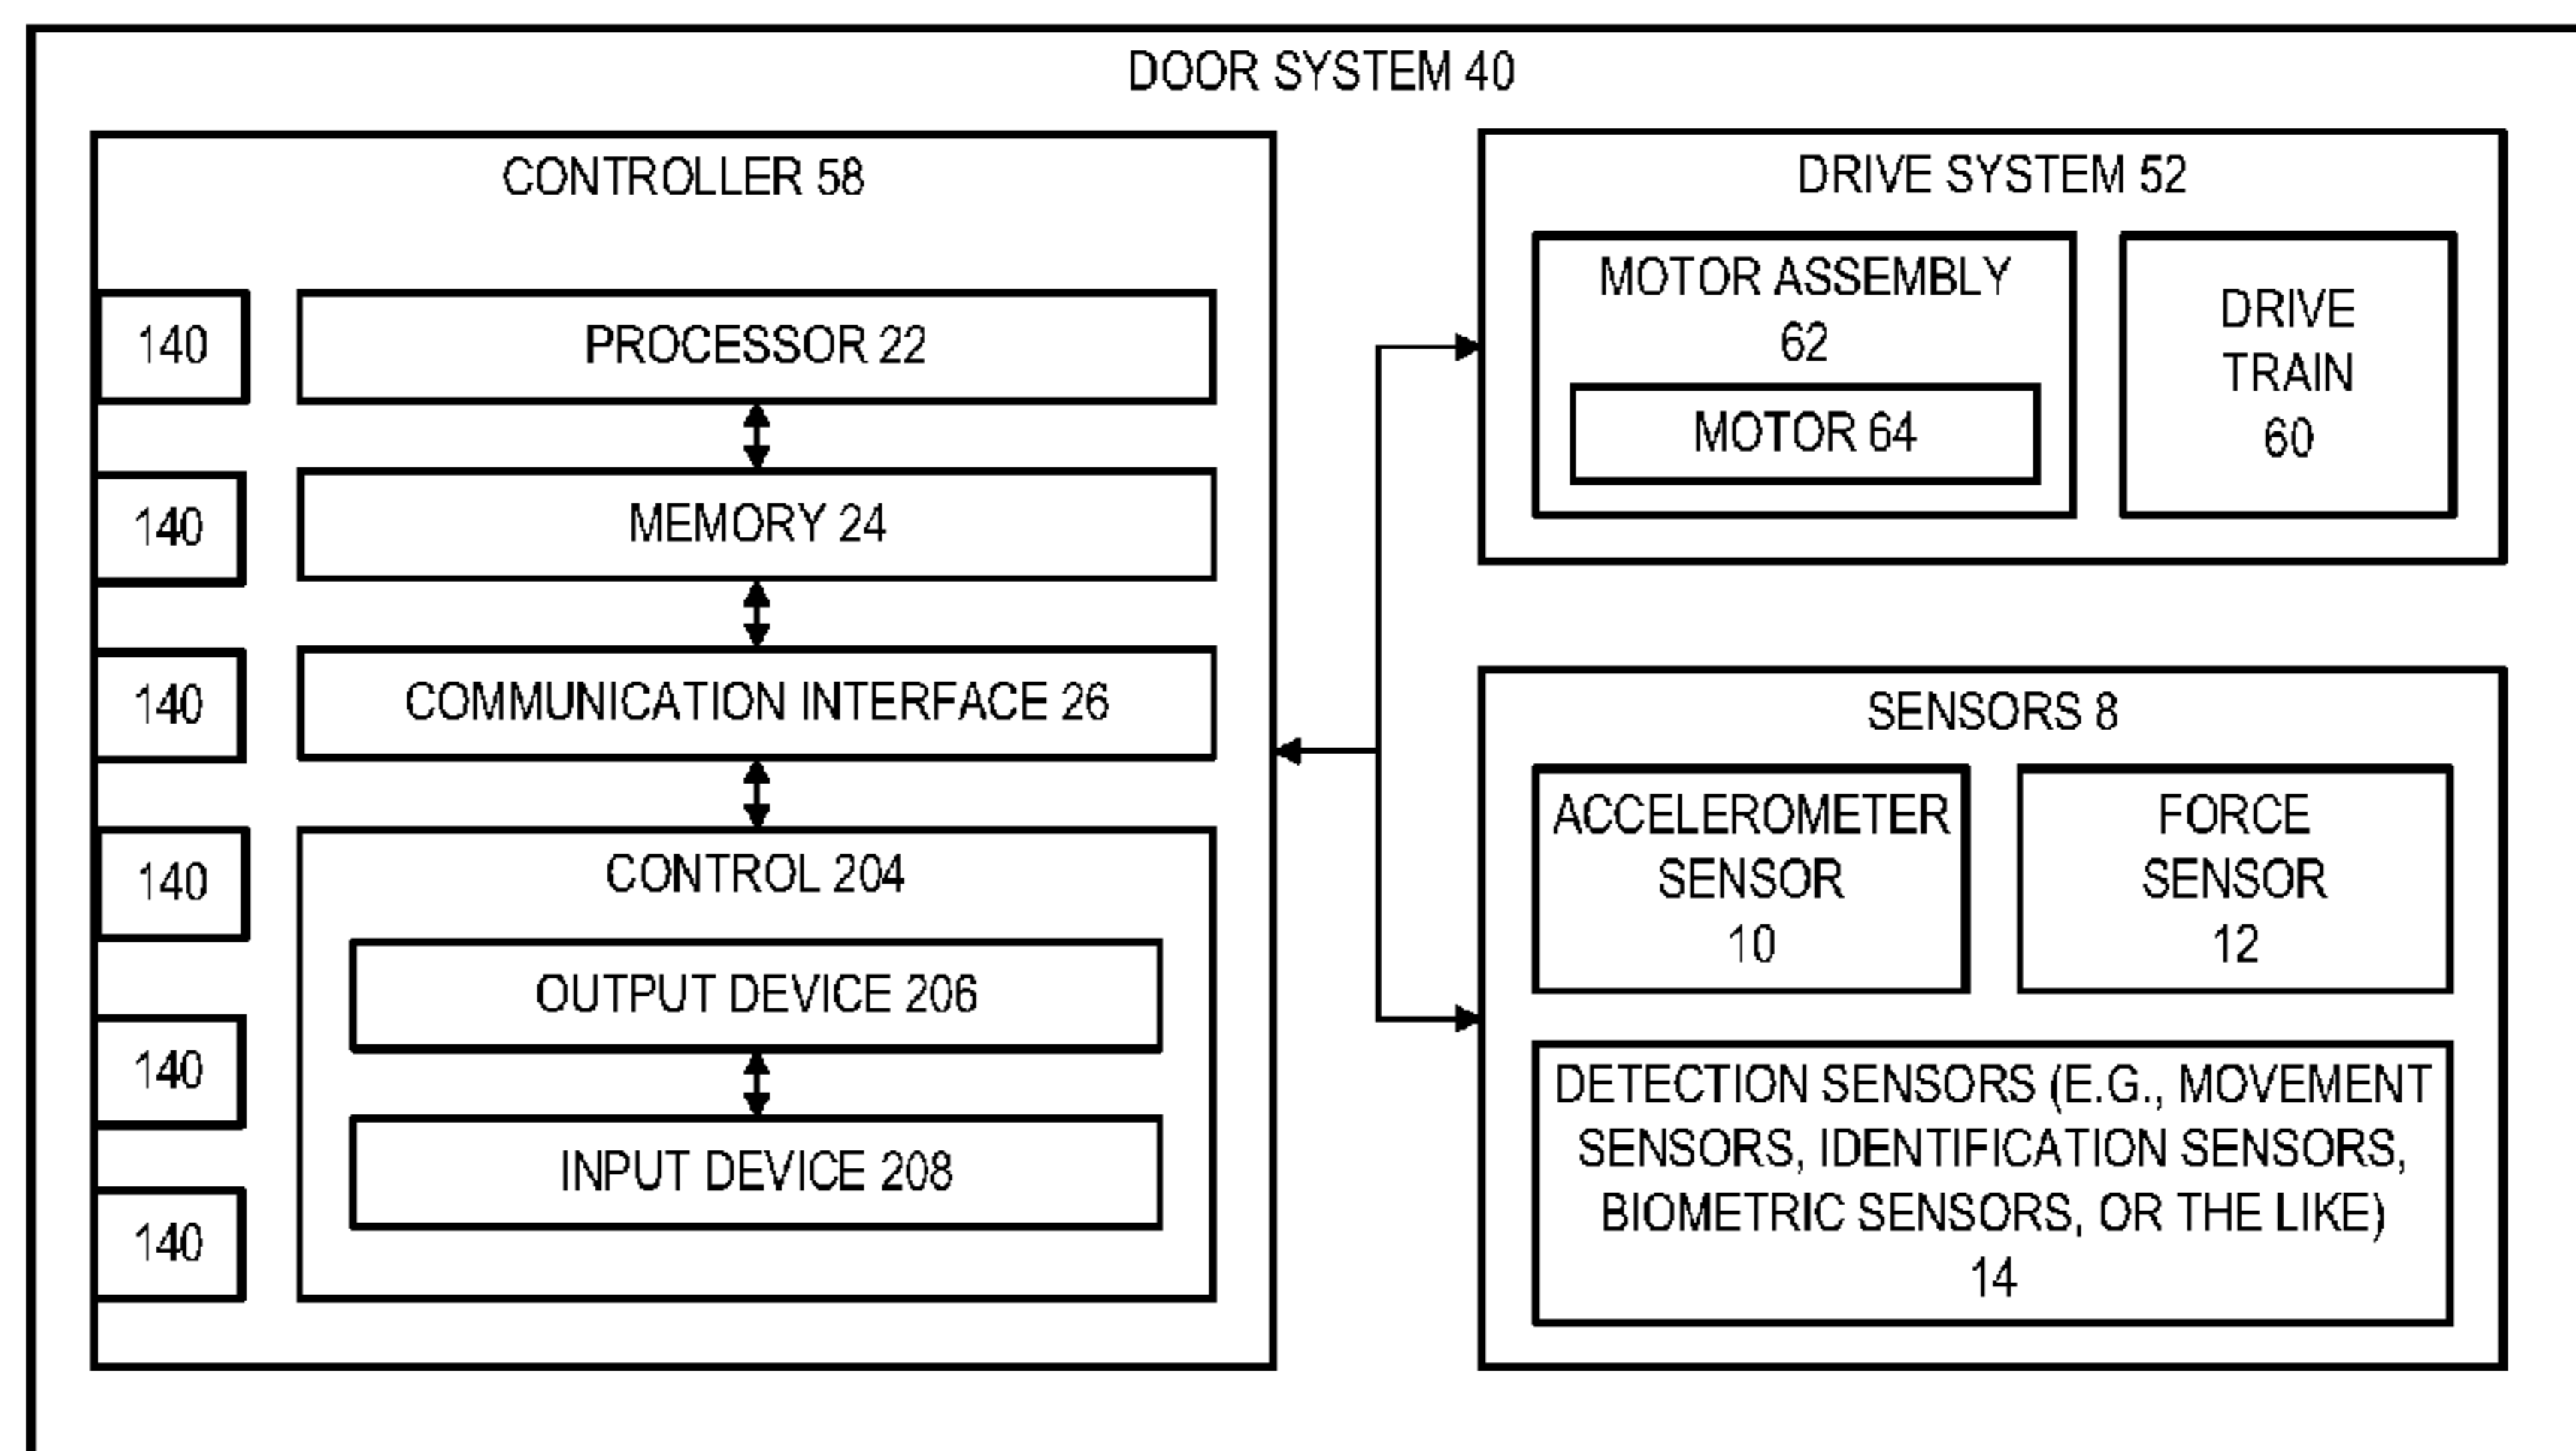 DOOR SYSTEM 40
CONTROLLER 58
140
PROCESSOR 22
140
MEMORY 24
140
COMMUNICATION INTERFACE 26
140
CONTROL 204
OUTPUT DEVICE 206
140
INPUT DEVICE 208
140
DRIVE SYSTEM 52
MOTOR ASSEMBLY
62
MOTOR 64
DRIVE
TRAIN
60
SENSORS 8
ACCELEROMETER
SENSOR
10
FORCE
SENSOR
12
DETECTION SENSORS (E.G., MOVEMENT
SENSORS, IDENTIFICATION SENSORS,
BIOMETRIC SENSORS, OR THE LIKE)
14